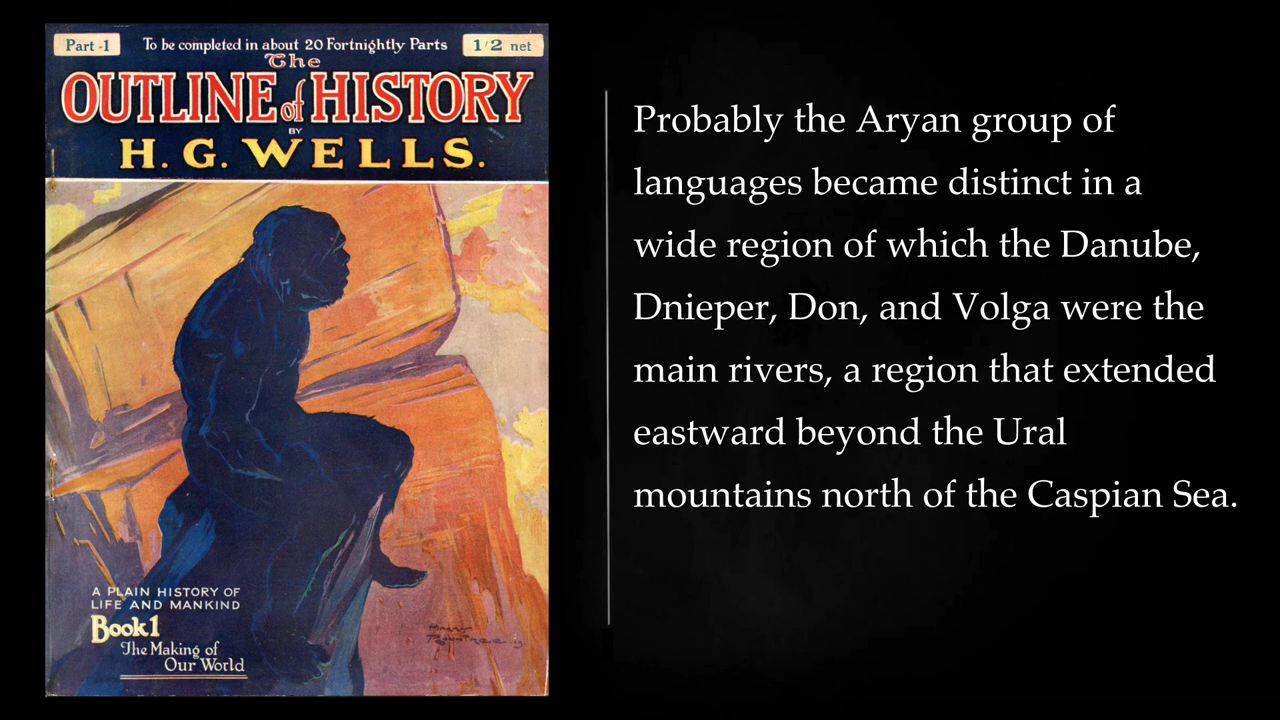 Part -1
To be completed in about 20 Fortnightly Parts
1/2 net
The
OUTLINE of HISTORY
BY
H. G. WELLS.
A PLAIN HISTORY OF
LIFE AND MANKIND
Book 1
The Making of
Our World
Probably the Aryan group of
languages became distinct in a
wide region of which the Danube,
Dnieper, Don, and Volga were the
main rivers, a region that extended
eastward beyond the Ural
mountains north of the Caspian Sea.